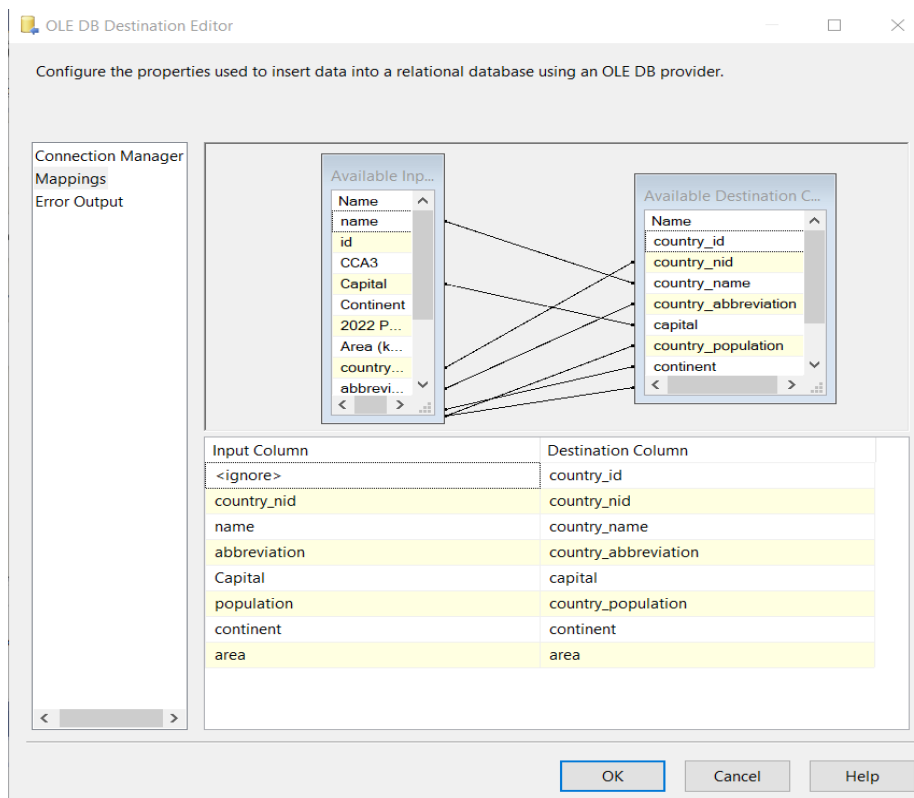 OLE DB Destination Editor
Configure the properties used to insert data into a relational database using an OLE DB provider.
Connection Manager
Mappings
Error Output
Available Inp...
Name
name
id
CCA3
Capital
Continent
2022 P...
Area (k...
country...
abbrevi...
Available Destination C...
Name
country_id
country_nid
country_name
country_abbreviation
capital
country_population
continent
Input Column Destination Column
<ignore> country_id
country_nid country_nid
name country_name
abbreviation country_abbreviation
Capital capital
population country_population
continent continent
area area
OK Cancel Help